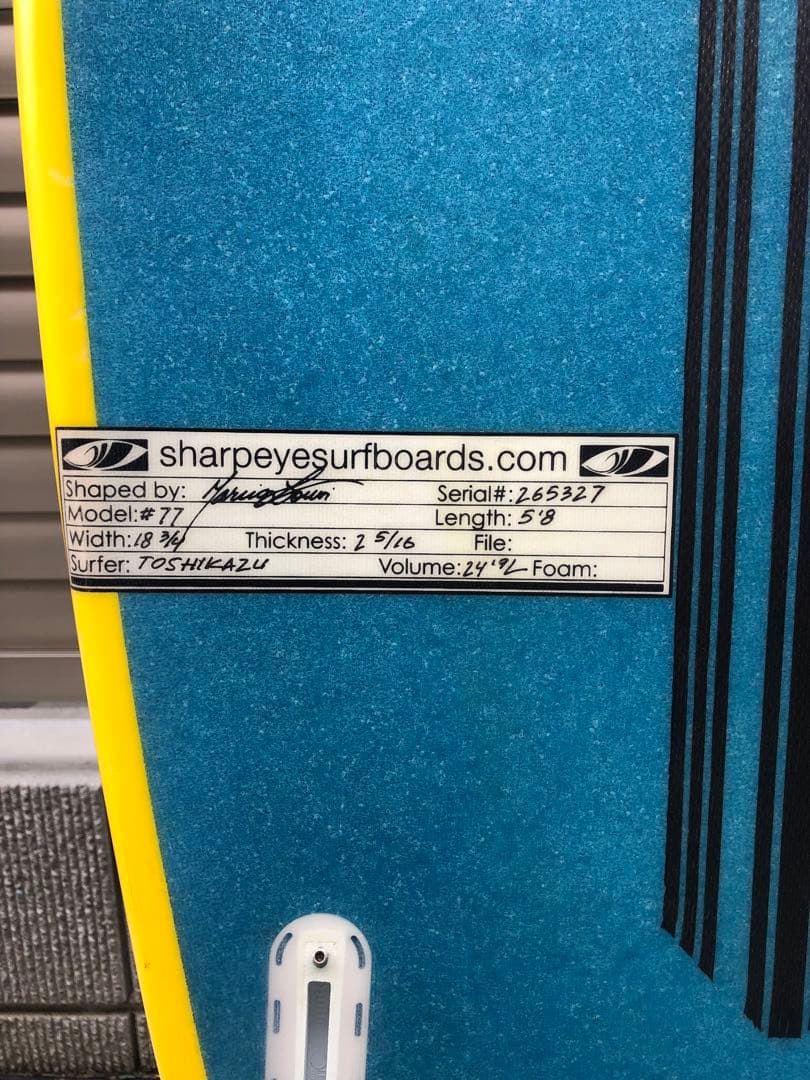 sharpeyesurfboards.com
Shaped by: Serial#: 265327
Model: #77 Length: 5'8
Width: 18 3/4 Thickness: 2 5/16 File:
Surfer: TOSHIKAZU Volume: 24'9L Foam: